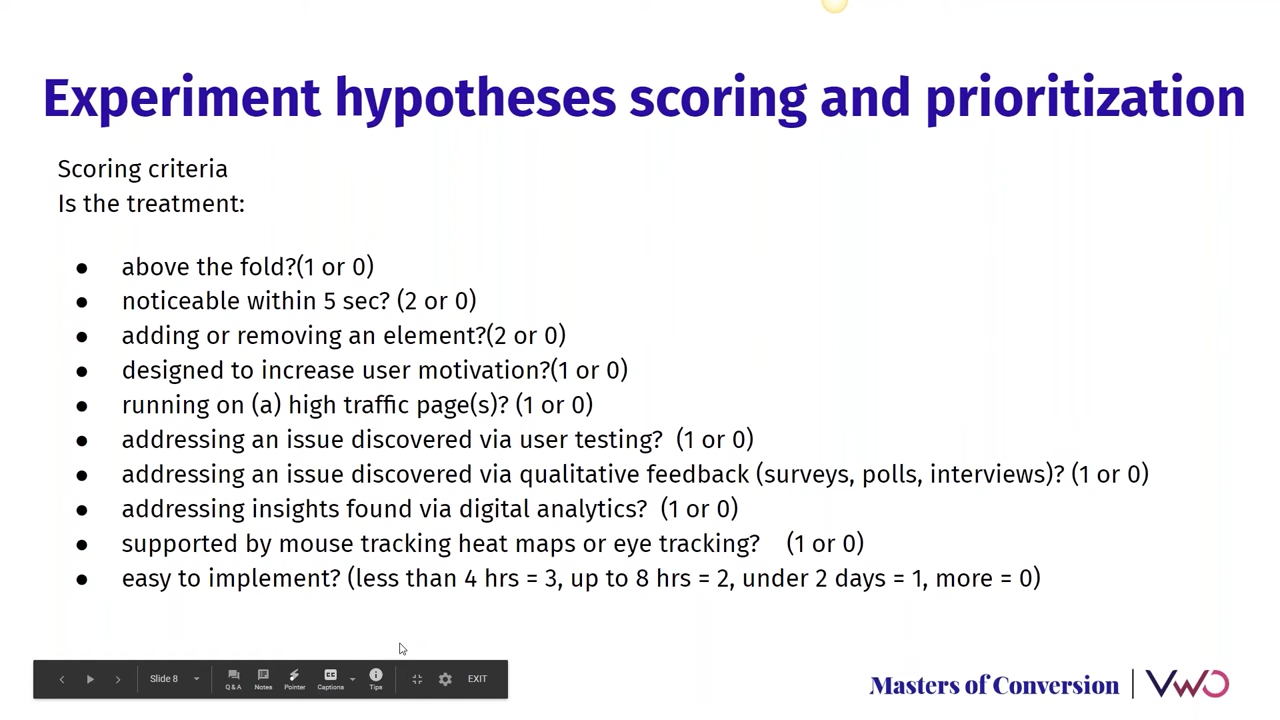 Experiment hypotheses scoring and prioritization
Scoring criteria
Is the treatment:
● above the fold?(1 or 0)
● noticeable within 5 sec? (2 or 0)
● adding or removing an element?(2 or 0)
● designed to increase user motivation?(1 or 0)
● running on (a) high traffic page(s)? (1 or 0)
● addressing an issue discovered via user testing? (1 or 0)
● addressing an issue discovered via qualitative feedback (surveys, polls, interviews)? (1 or 0)
● addressing insights found via digital analytics? (1 or 0)
● supported by mouse tracking heat maps or eye tracking? (1 or 0)
● easy to implement? (less than 4 hrs = 3, up to 8 hrs = 2, under 2 days = 1, more = 0)
Slide 8 Q & A Notes Pointer CC Captions Tips EXIT
Masters of Conversion VWO